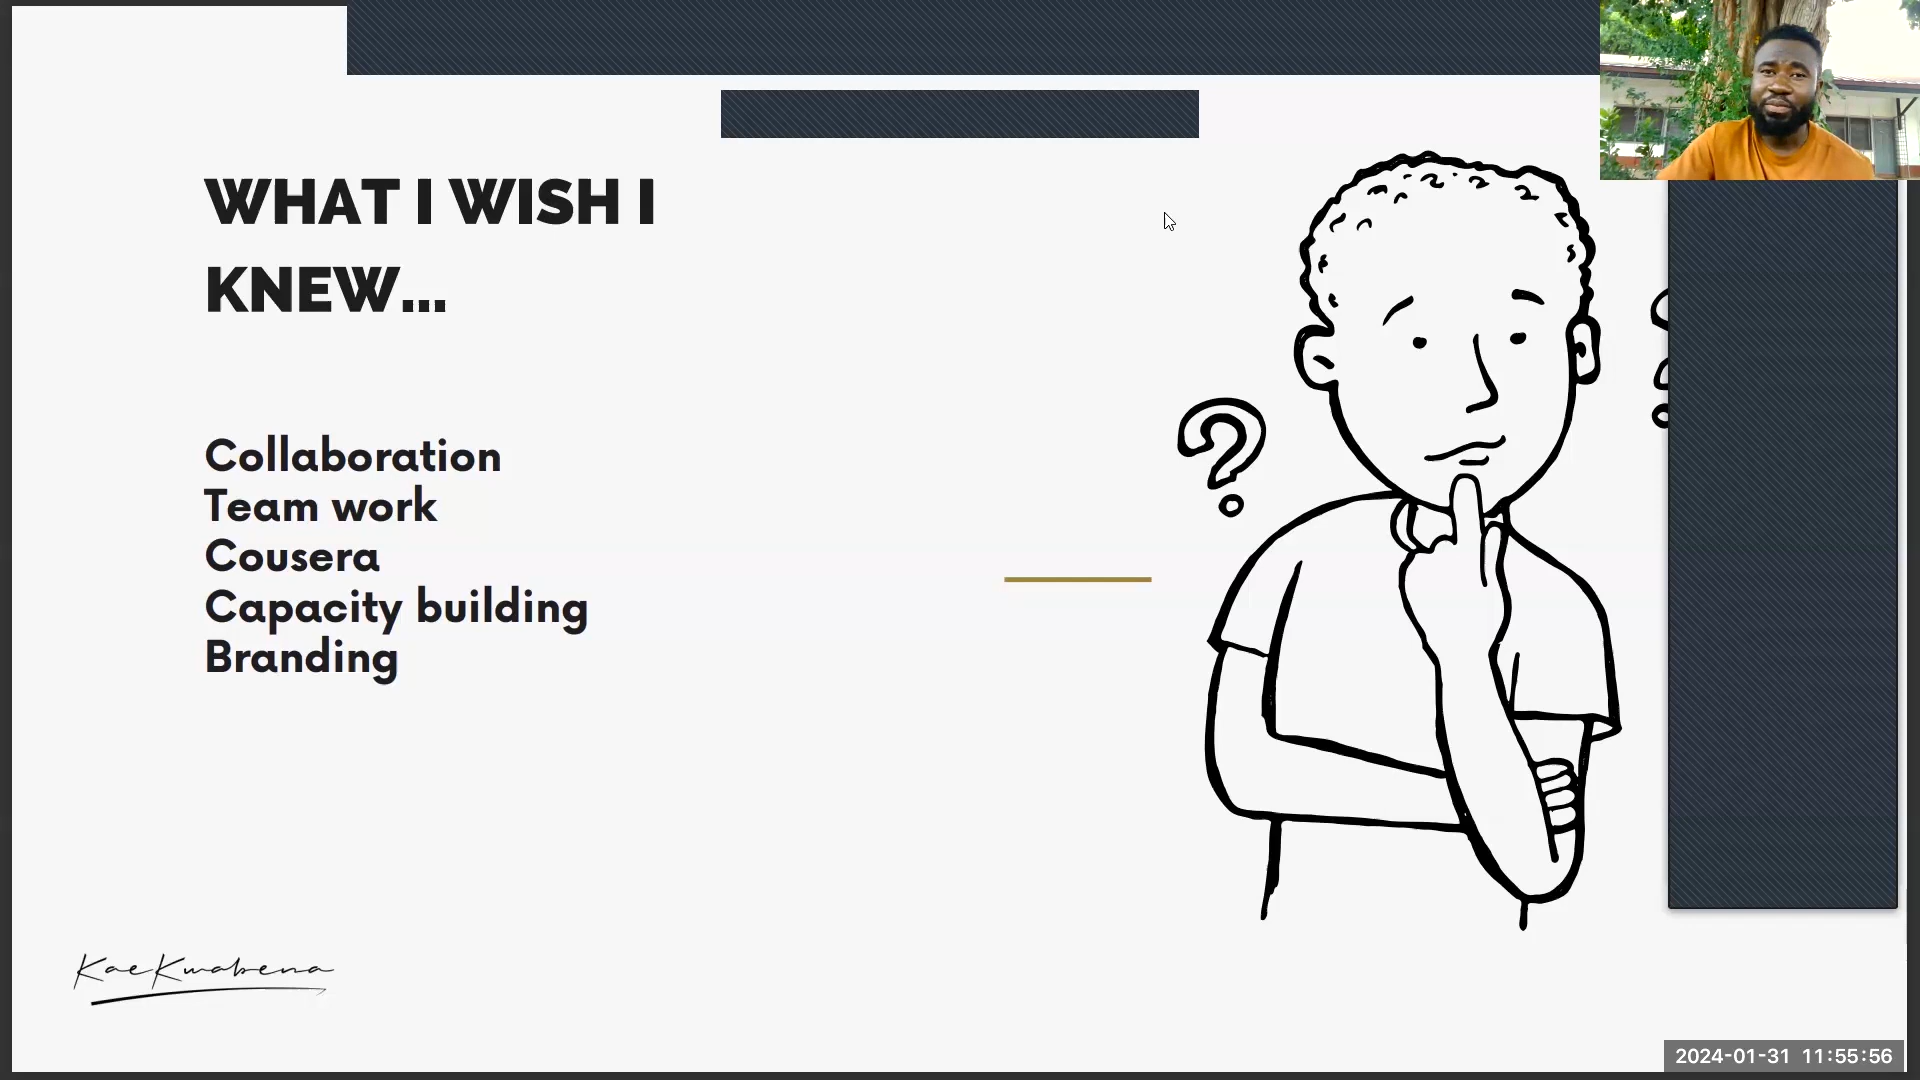 WHAT I WISH I
KNEW...
Collaboration
Team work
Cousera
Capacity building
Branding
KaeKwabena
2024-01-31 11:55:56